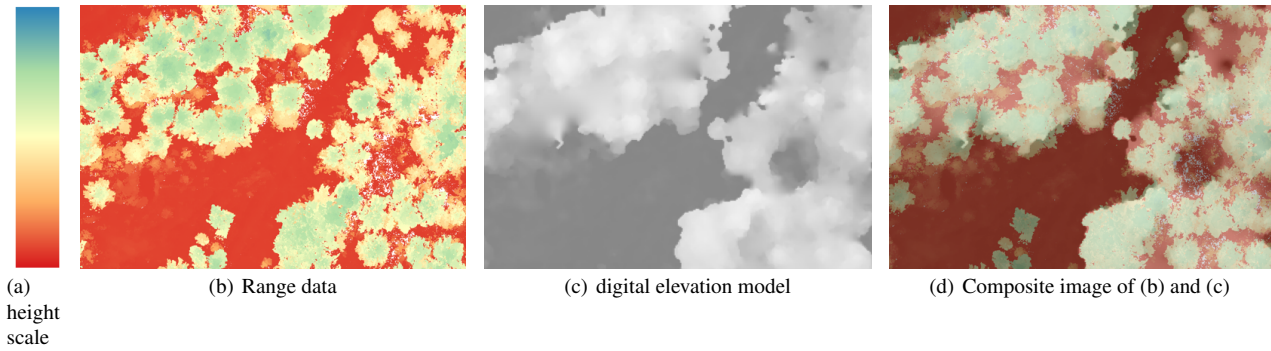 (a)
height
scale
(b) Range data
(c) digital elevation model
(d) Composite image of (b) and (c)